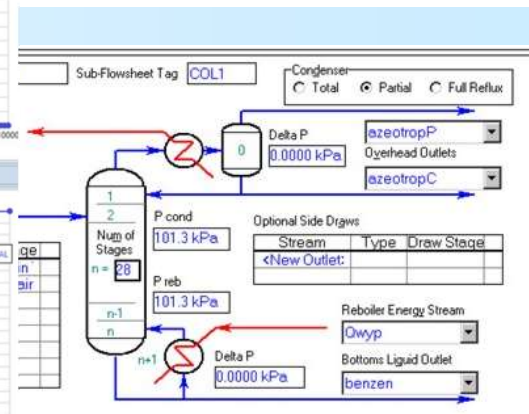 Sub-Flowsheet Tag COL1
Condenser
Total Partial Full Reflux
0
Delta P
0.0000 kPa
azeotropP
Overhead Outlets
azeotropC
1
2
Num of
Stages
n = 28
n-1
n
P cond
101.3 kPa
P reb
101.3 kPa
Optional Side Draws
Stream Type Draw Stage
<New Outlet:
n+1
Delta P
0.0000 kPa
Reboiler Energy Stream
Qwyp
Bottoms Liquid Outlet
benzen